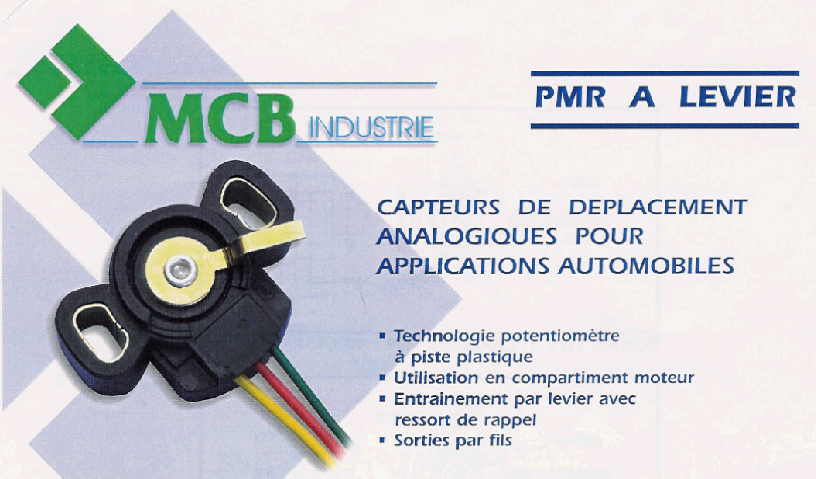 MCB INDUSTRIE
PMR A LEVIER
CAPTEURS DE DEPLACEMENT
ANALOGIQUES POUR
APPLICATIONS AUTOMOBILES
▪ Technologie potentiomètre
à piste plastique
▪ Utilisation en compartiment moteur
▪ Entrainement par levier avec
ressort de rappel
▪ Sorties par fils